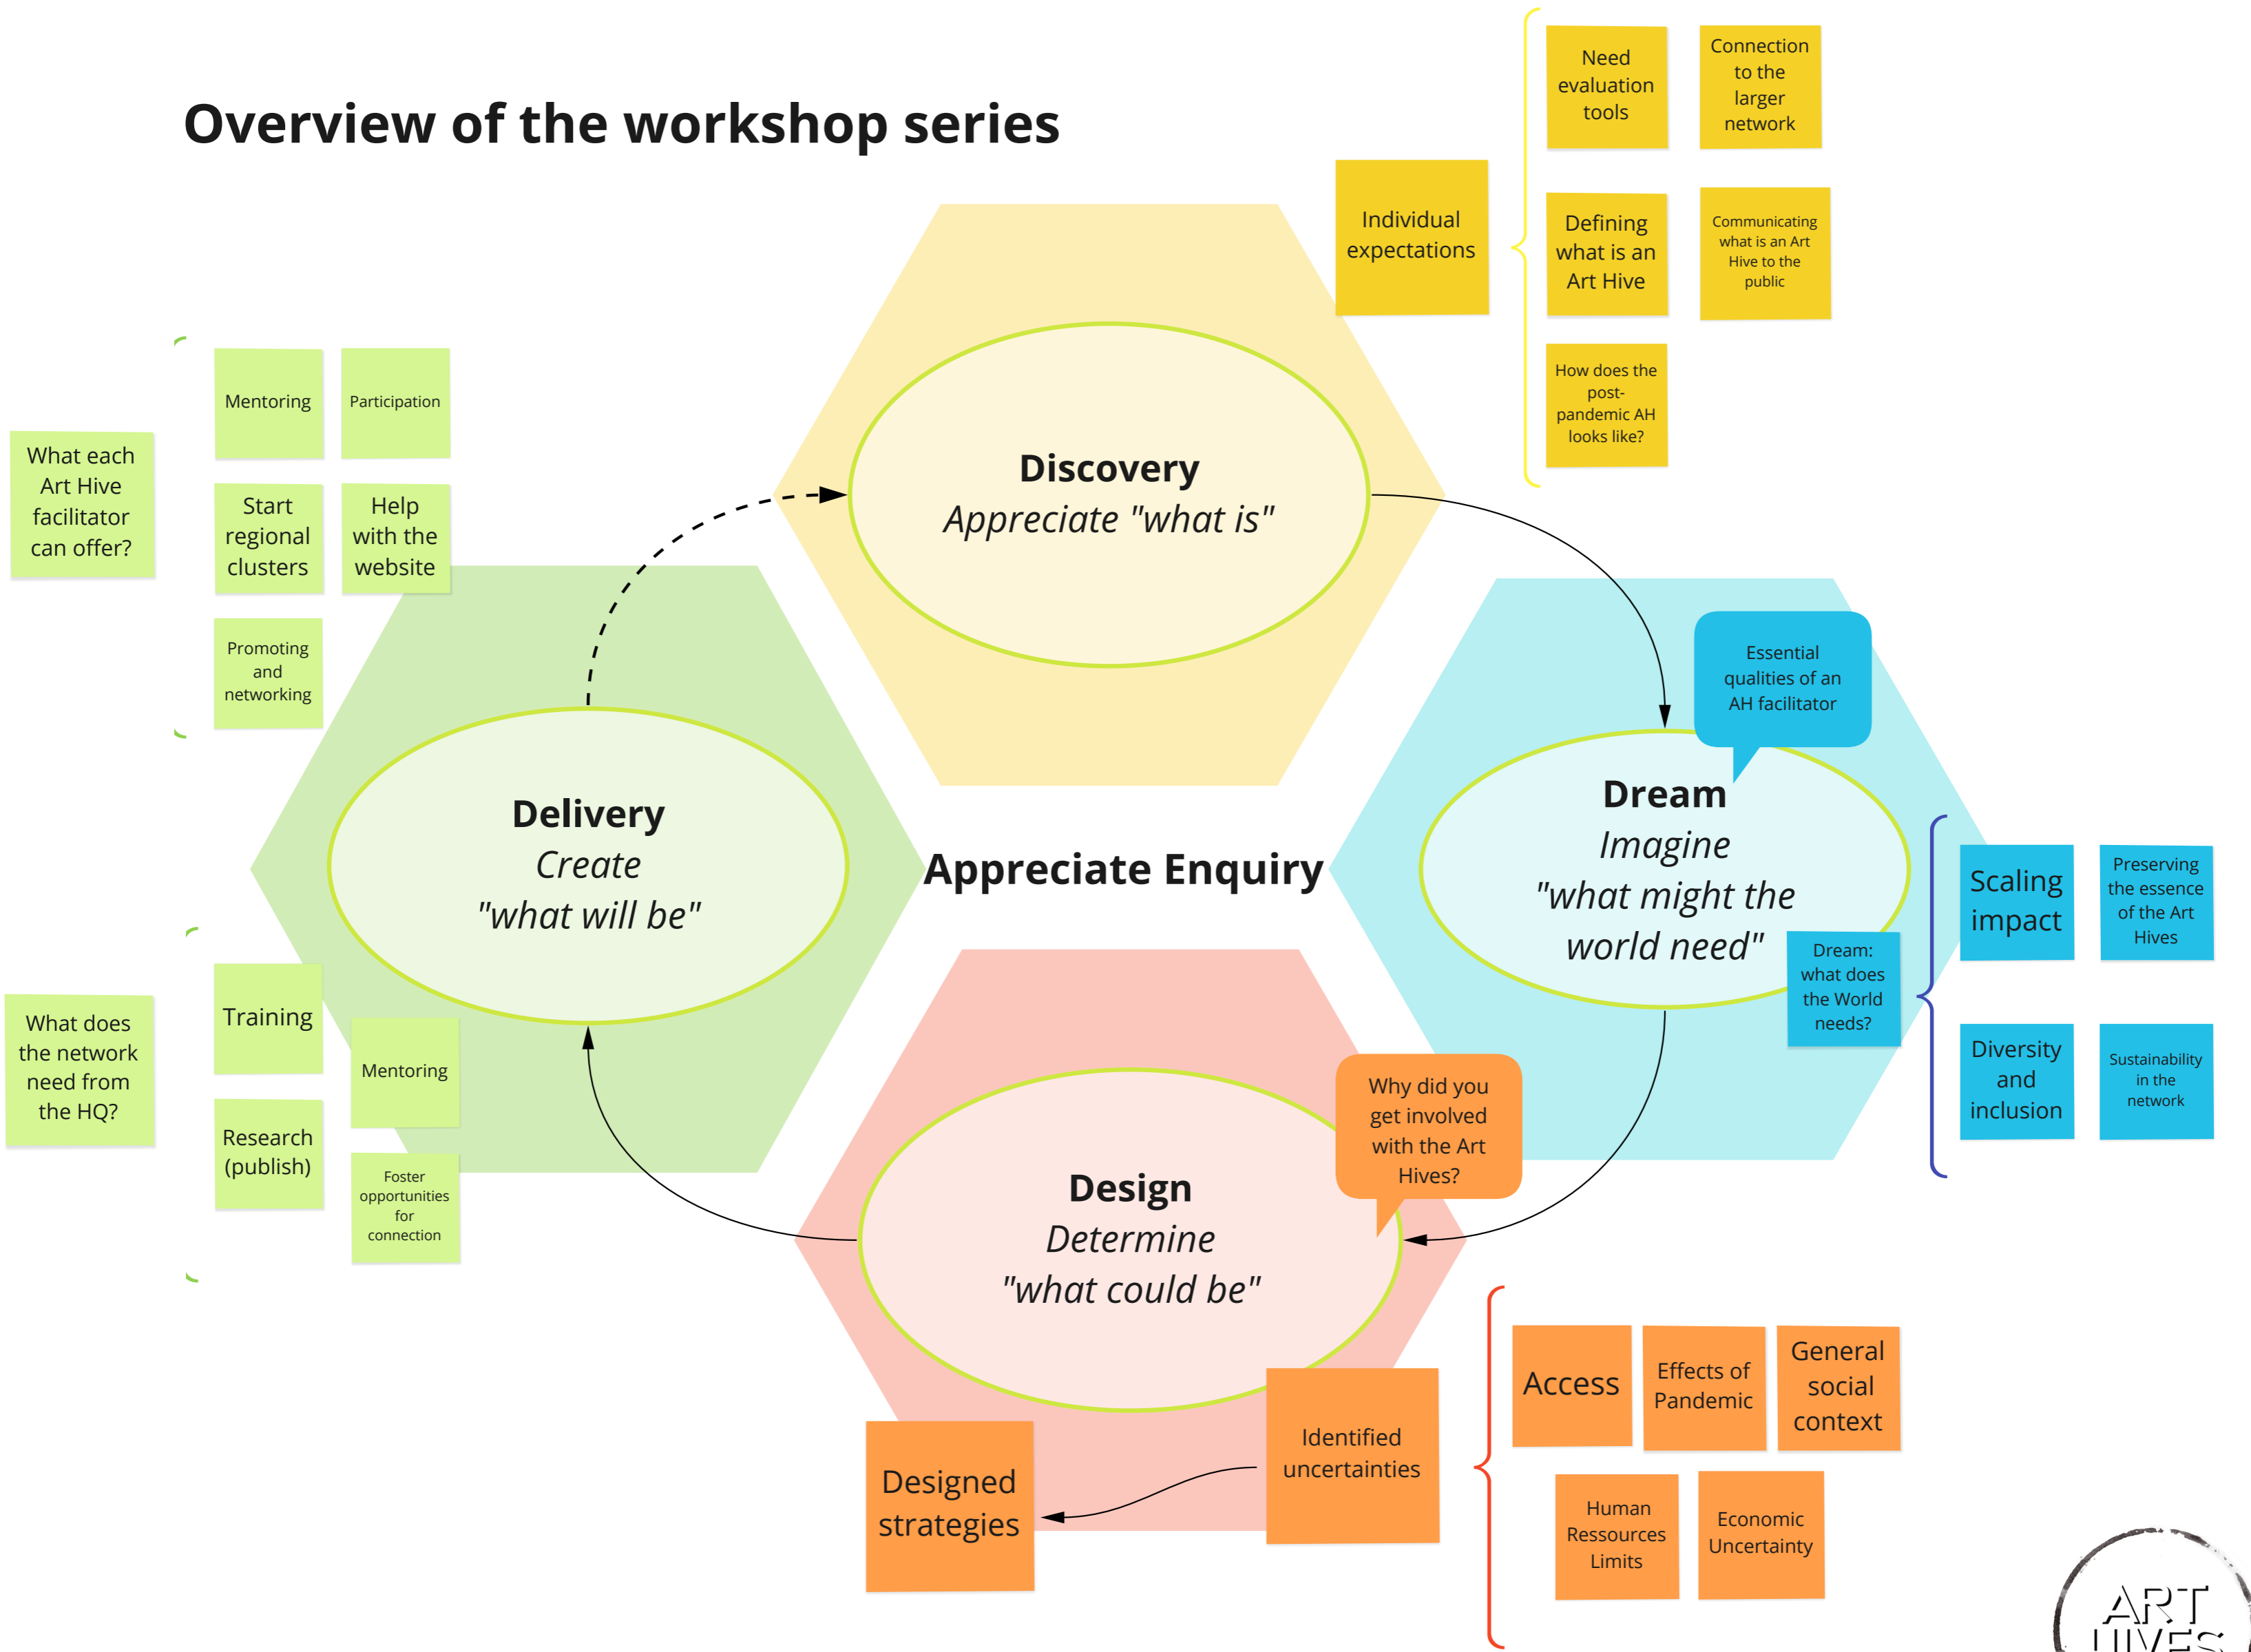 Overview of the workshop series
Need
evaluation
tools
Connection
to the
larger
network
Individual
expectations
Defining
what is an
Art Hive
Communicating
what is an Art
Hive to the
public
How does the
post-
pandemic AH
looks like?
Discovery
Appreciate "what is"
What each
Art Hive
facilitator
can offer?
Mentoring
Participation
Start
regional
clusters
Help
with the
website
Promoting
and
networking
Essential
qualities of an
AH facilitator
Delivery
Create
"what will be"
Appreciate Enquiry
Dream
Imagine
"what might the
world need"
Dream:
what does
the World
needs?
Scaling
impact
Preserving
the essence
of the Art
Hives
Diversity
and
inclusion
Sustainability
in the
network
What does
the network
need from
the HQ?
Training
Mentoring
Research
(publish)
Foster
opportunities
for
connection
Why did you
get involved
with the Art
Hives?
Design
Determine
"what could be"
Designed
strategies
Identified
uncertainties
Access
Effects of
Pandemic
General
social
context
Human
Ressources
Limits
Economic
Uncertainty
ART
HIVES